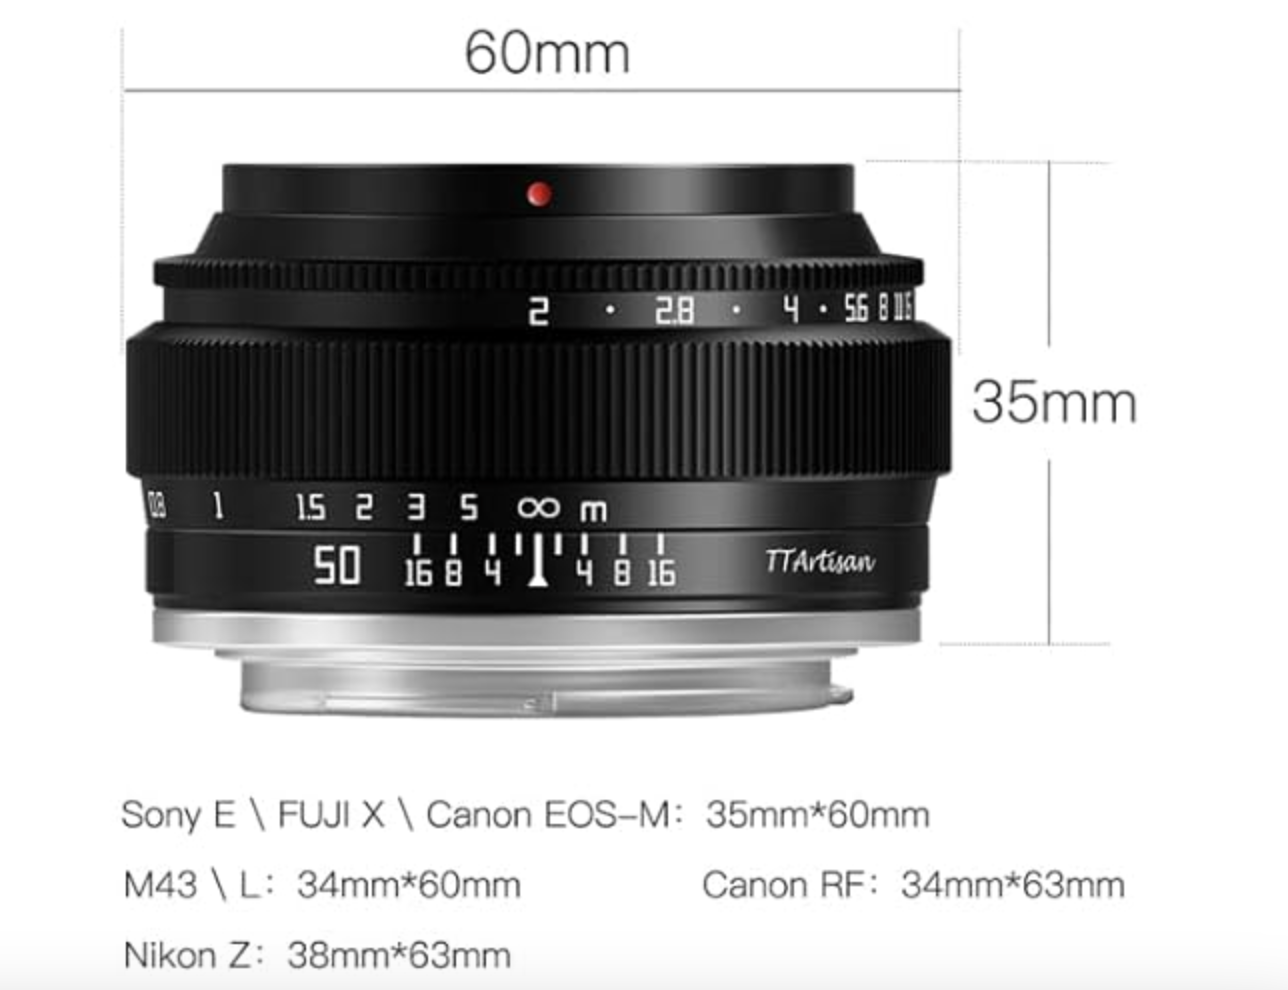 60mm
2 · 2.8 · 4 · 5.6 8 11 16
35mm
0.8 1 1.5 2 3 5 ∞ m
50 16 8 4 4 8 16 TTArtisan
Sony E \ FUJI X \ Canon EOS-M: 35mm*60mm
M43 \ L: 34mm*60mm Canon RF: 34mm*63mm
Nikon Z: 38mm*63mm